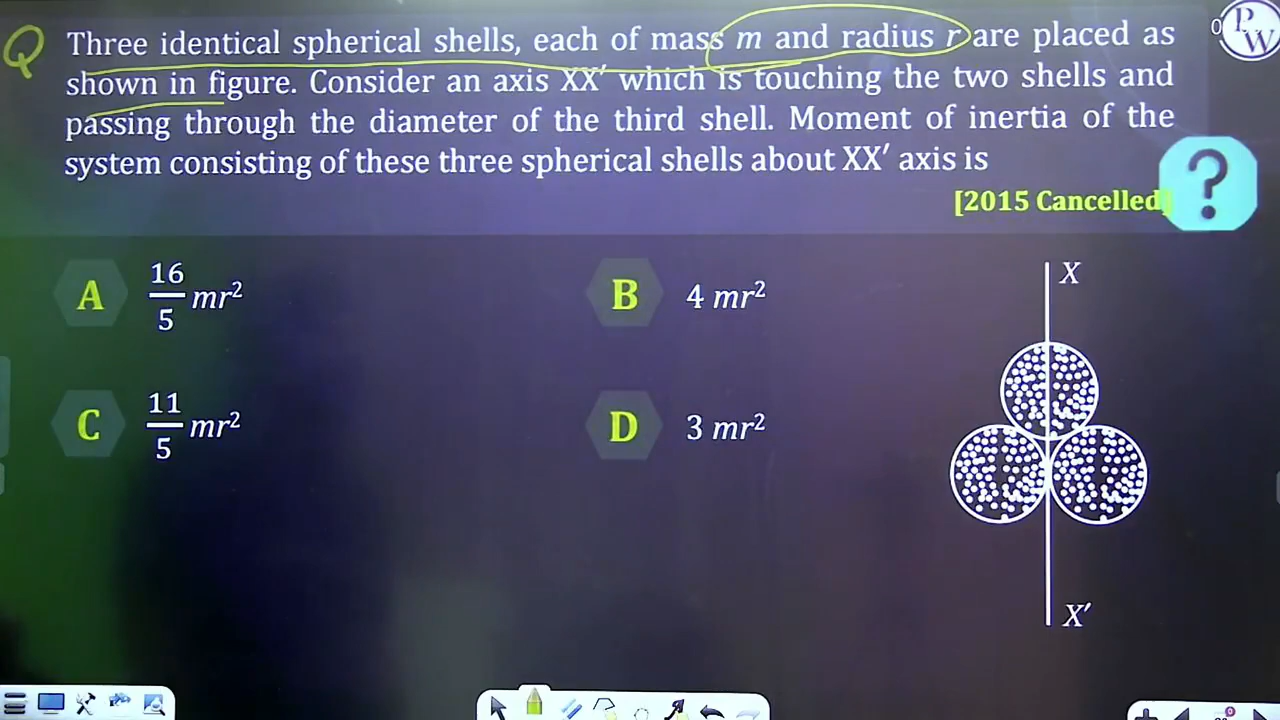 Q Three identical spherical shells, each of mass m and radius r are placed as
shown in figure. Consider an axis XX′ which is touching the two shells and
passing through the diameter of the third shell. Moment of inertia of the
system consisting of these three spherical shells about XX′ axis is
[2015 Cancelled]
?
PW
A 16/5 mr²
B 4 mr²
C 11/5 mr²
D 3 mr²
X
X′